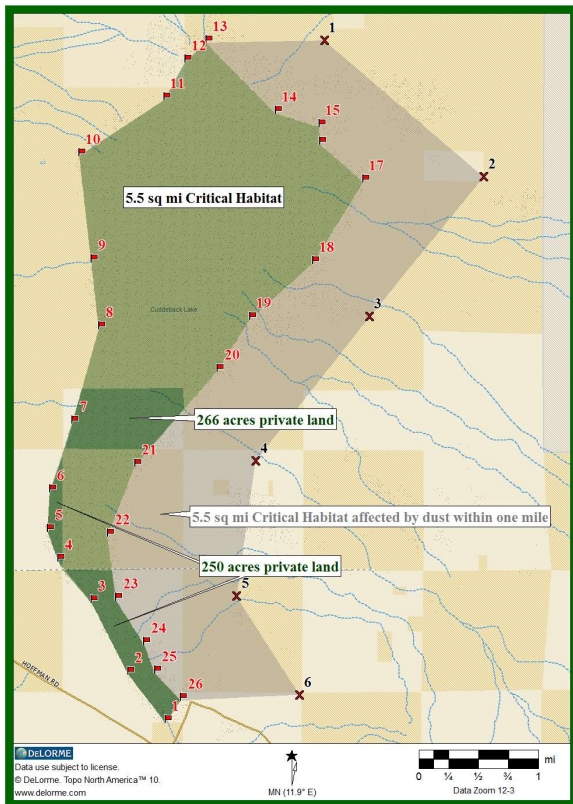 13
1
12
11
14
15
10
17
2
5.5 sq mi Critical Habitat
9
18
8
Cuddeback Lake
19
3
20
7
266 acres private land
21
4
6
5.5 sq mi Critical Habitat affected by dust within one mile
5
22
4
250 acres private land
3
23
5
24
2
25
HOFFMAN RD
26
6
1
DELORME
Data use subject to license.
© DeLorme. Topo North America™ 10.
www.delorme.com
MN (11.9° E)
mi
0 ¼ ½ ¾ 1
Data Zoom 12-3